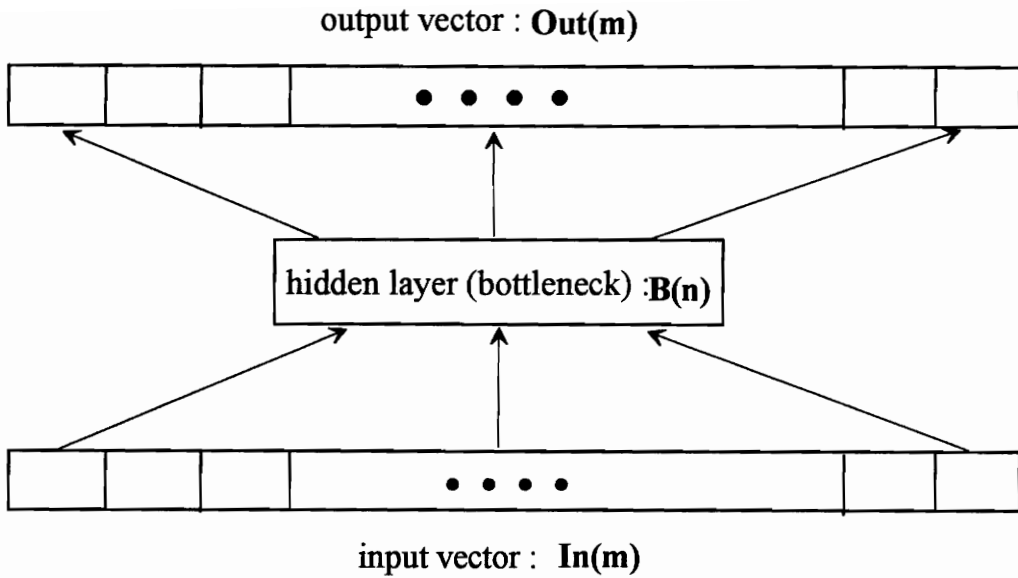 output vector : Out(m)
hidden layer (bottleneck) : B(n)
input vector : In(m)